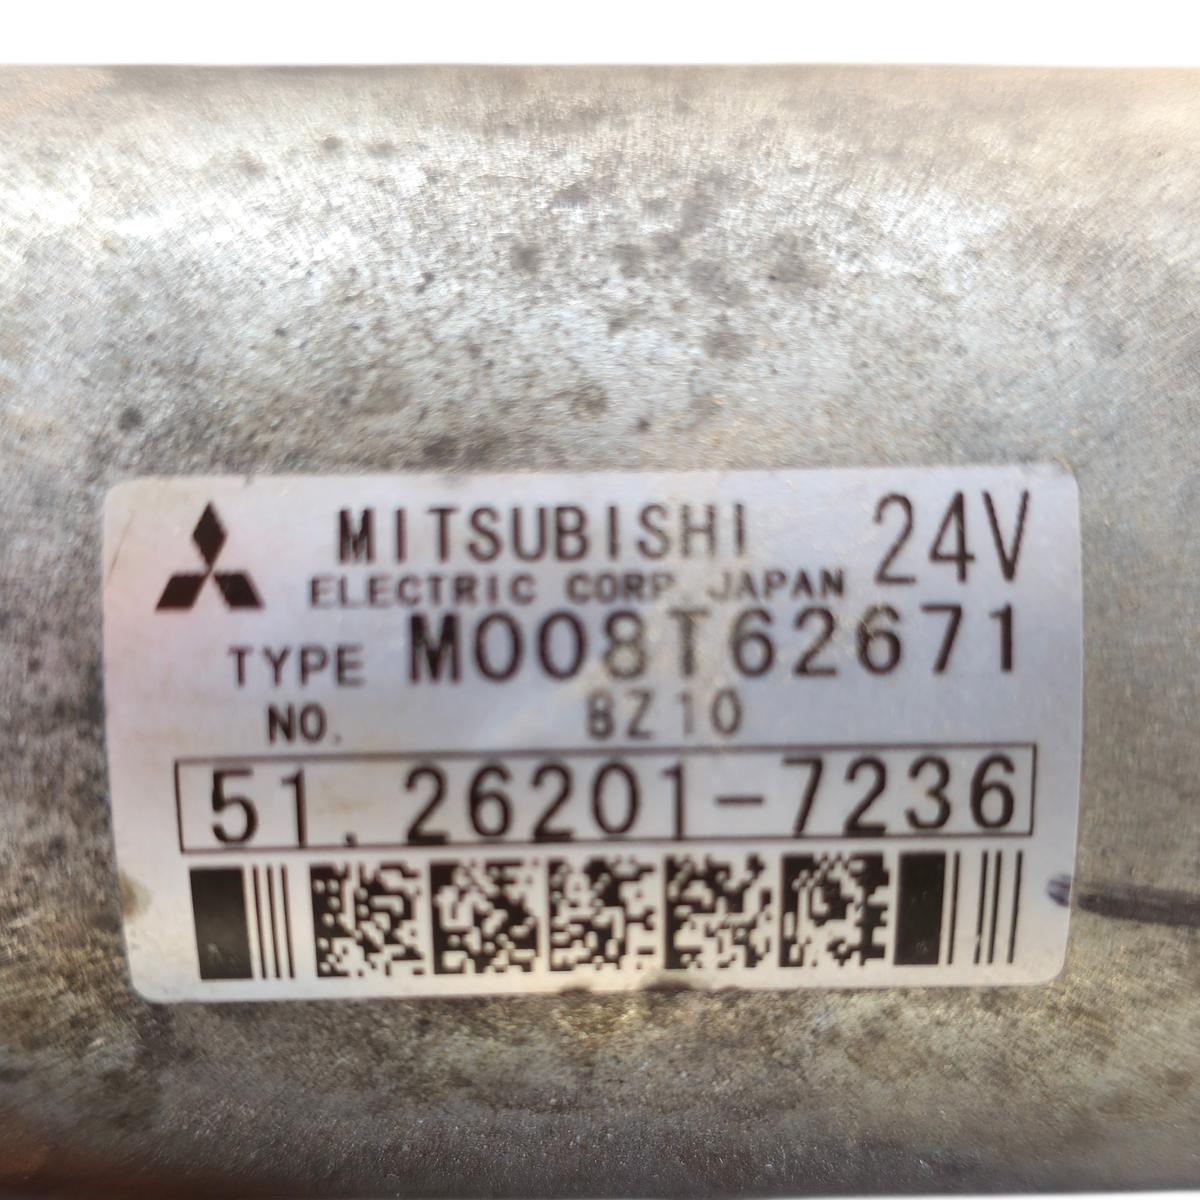 MITSUBISHI 24V
ELECTRIC CORP. JAPAN
TYPE M008T62671
NO. 8Z10
51.26201-7236